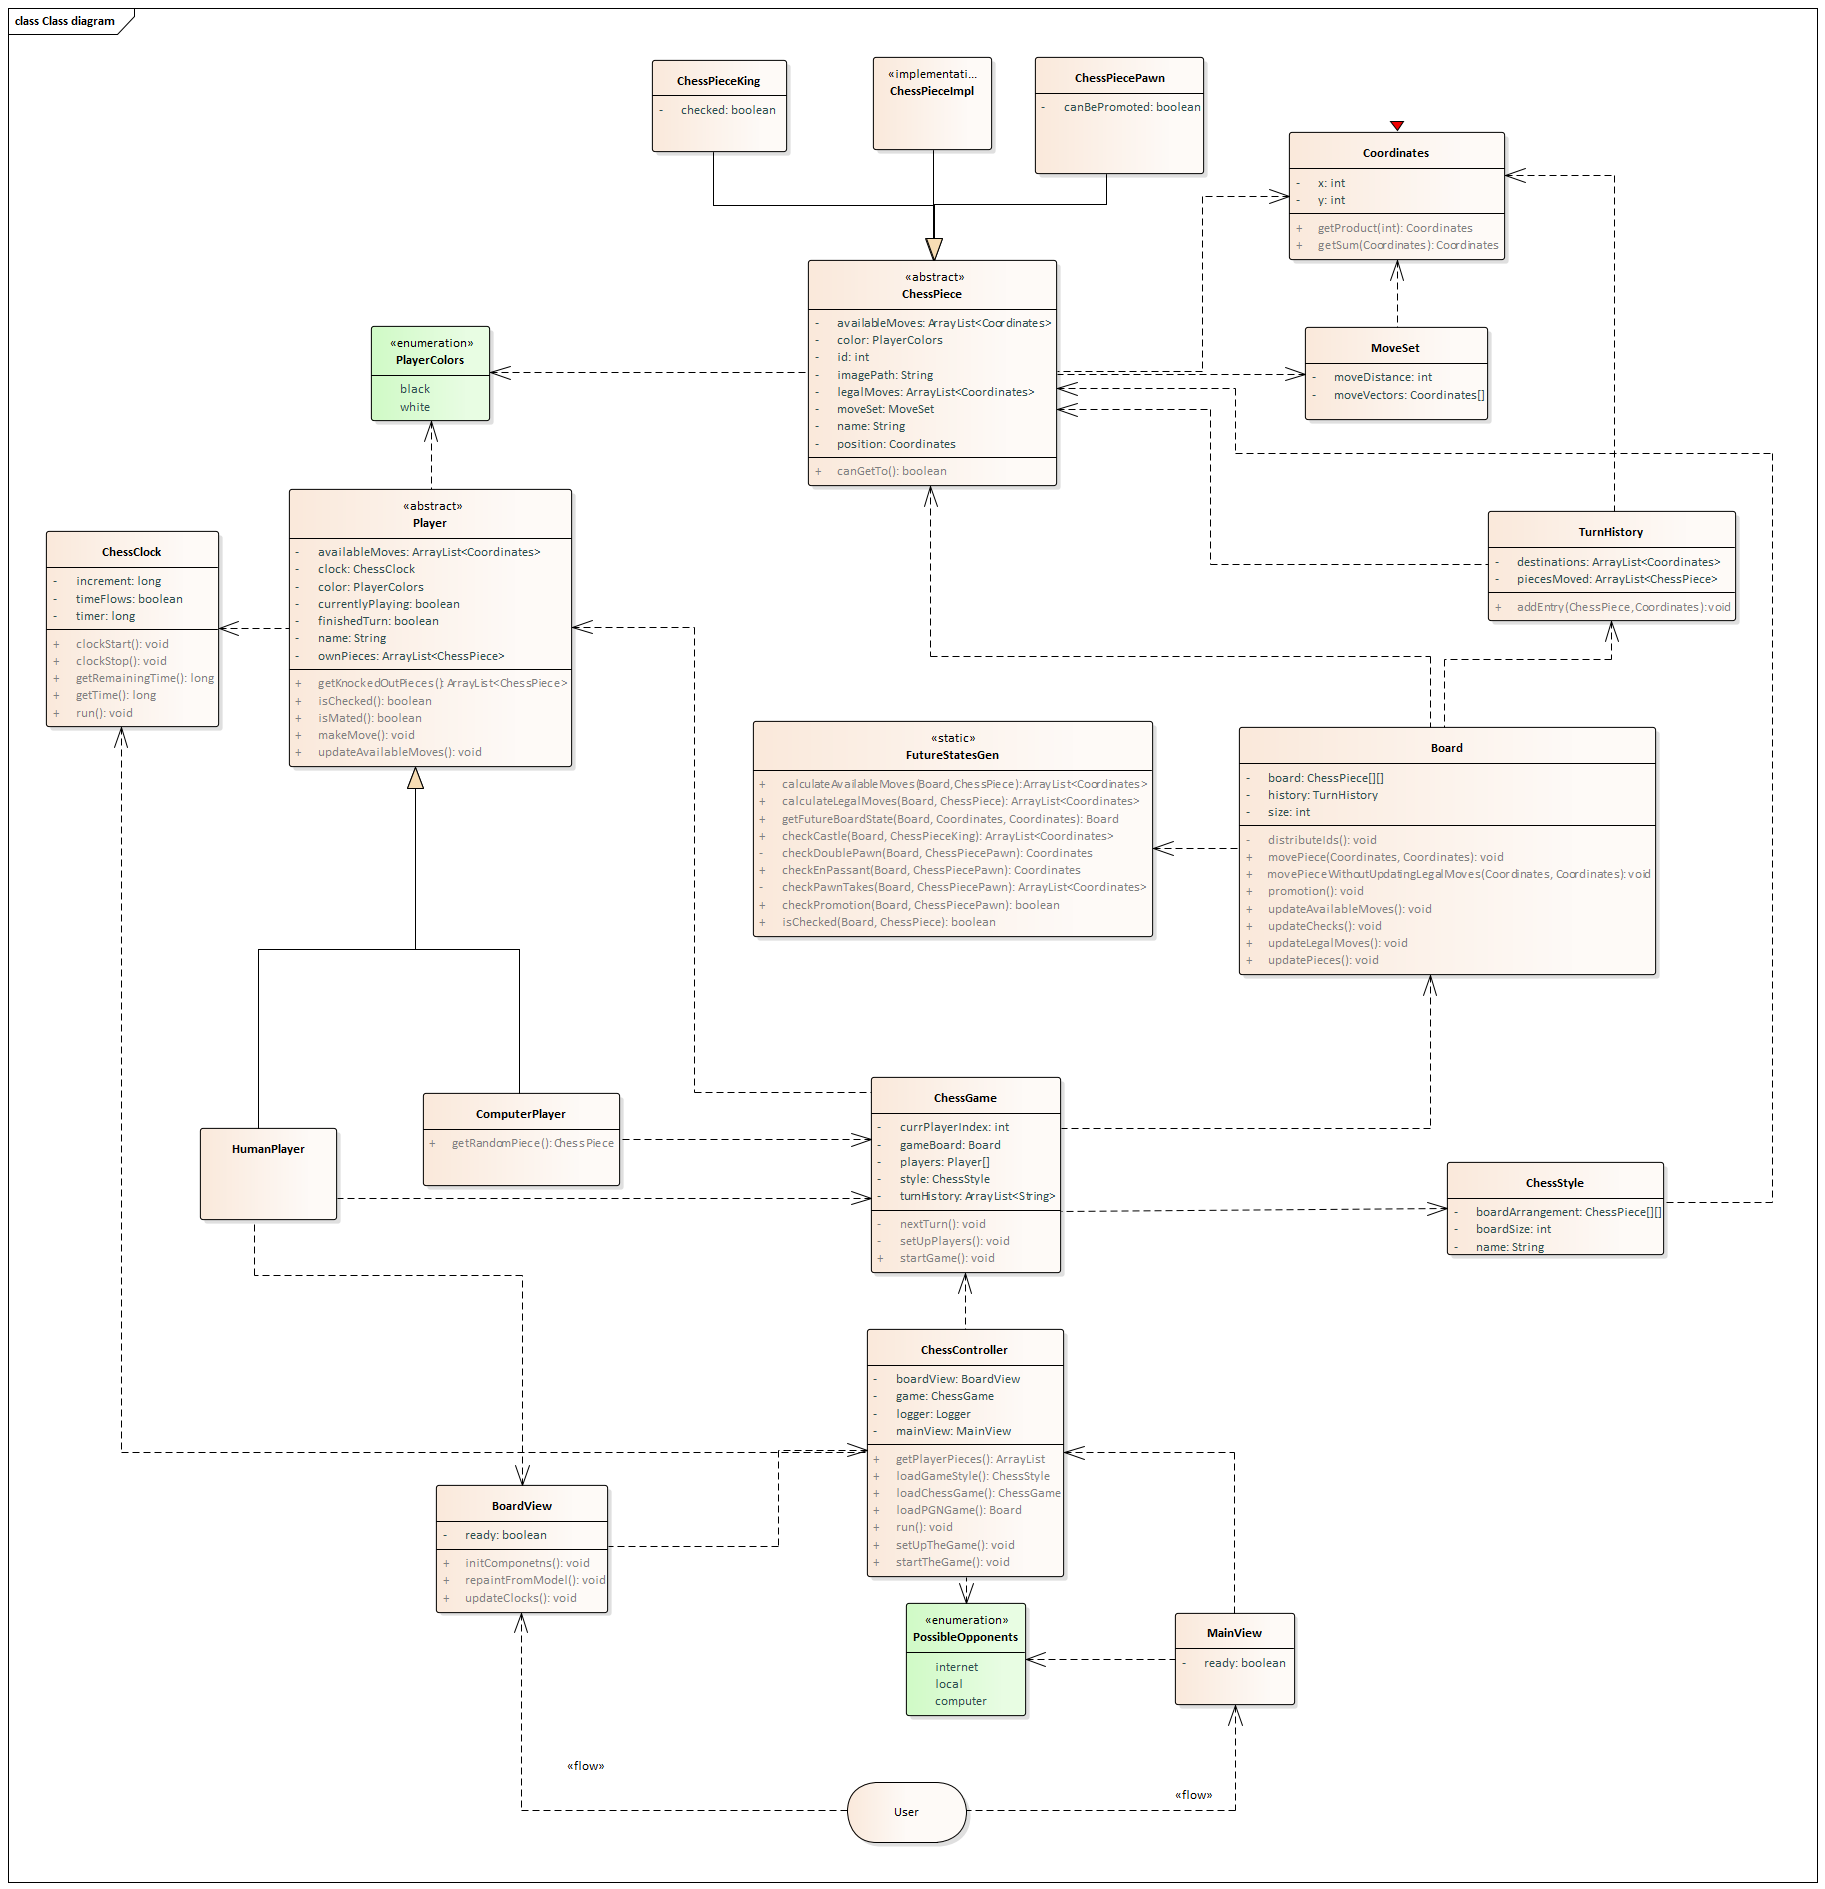 class Class diagram
ChessPieceKing
- checked: boolean
«implementati...
ChessPieceImpl
ChessPiecePawn
- canBePromoted: boolean
Coordinates
- x: int
- y: int
+ getProduct(int): Coordinates
+ getSum(Coordinates): Coordinates
«abstract»
ChessPiece
- availableMoves: ArrayList<Coordinates>
- color: PlayerColors
- id: int
- imagePath: String
- legalMoves: ArrayList<Coordinates>
- moveSet: MoveSet
- name: String
- position: Coordinates
+ canGetTo(): boolean
«enumeration»
PlayerColors
black
white
MoveSet
- moveDistance: int
- moveVectors: Coordinates[]
«abstract»
Player
- availableMoves: ArrayList<Coordinates>
- clock: ChessClock
- color: PlayerColors
- currentlyPlaying: boolean
- finishedTurn: boolean
- name: String
- ownPieces: ArrayList<ChessPiece>
+ getKnockedOutPieces(): ArrayList<ChessPiece>
+ isChecked(): boolean
+ isMated(): boolean
+ makeMove(): void
+ updateAvailableMoves(): void
ChessClock
- increment: long
- timeFlows: boolean
- timer: long
+ clockStart(): void
+ clockStop(): void
+ getRemainingTime(): long
+ getTime(): long
+ run(): void
TurnHistory
- destinations: ArrayList<Coordinates>
- piecesMoved: ArrayList<ChessPiece>
+ addEntry(ChessPiece,Coordinates): void
«static»
FutureStatesGen
+ calculateAvailableMoves(Board,ChessPiece): ArrayList<Coordinates>
+ calculateLegalMoves(Board, ChessPiece): ArrayList<Coordinates>
+ getFutureBoardState(Board, Coordinates, Coordinates): Board
+ checkCastle(Board, ChessPieceKing): ArrayList<Coordinates>
- checkDoublePawn(Board, ChessPiecePawn): Coordinates
+ checkEnPassant(Board, ChessPiecePawn): Coordinates
- checkPawnTakes(Board, ChessPiecePawn): ArrayList<Coordinates>
+ checkPromotion(Board, ChessPiecePawn): boolean
+ isChecked(Board, ChessPiece): boolean
Board
- board: ChessPiece[][]
- history: TurnHistory
- size: int
- distributeIds(): void
+ movePiece(Coordinates, Coordinates): void
+ movePieceWithoutUpdatingLegalMoves(Coordinates, Coordinates): void
+ promotion(): void
+ updateAvailableMoves(): void
+ updateChecks(): void
+ updateLegalMoves(): void
+ updatePieces(): void
HumanPlayer
ComputerPlayer
+ getRandomPiece(): ChessPiece
ChessGame
- currPlayerIndex: int
- gameBoard: Board
- players: Player[]
- style: ChessStyle
- turnHistory: ArrayList<String>
- nextTurn(): void
- setUpPlayers(): void
+ startGame(): void
ChessStyle
- boardArrangement: ChessPiece[][]
- boardSize: int
- name: String
ChessController
- boardView: BoardView
- game: ChessGame
- logger: Logger
- mainView: MainView
+ getPlayerPieces(): ArrayList
+ loadGameStyle(): ChessStyle
+ loadChessGame(): ChessGame
+ loadPGNGame(): Board
+ run(): void
+ setUpTheGame(): void
+ startTheGame(): void
BoardView
- ready: boolean
+ initComponetns(): void
+ repaintFromModel(): void
+ updateClocks(): void
«enumeration»
PossibleOpponents
internet
local
computer
MainView
- ready: boolean
«flow»
«flow»
User